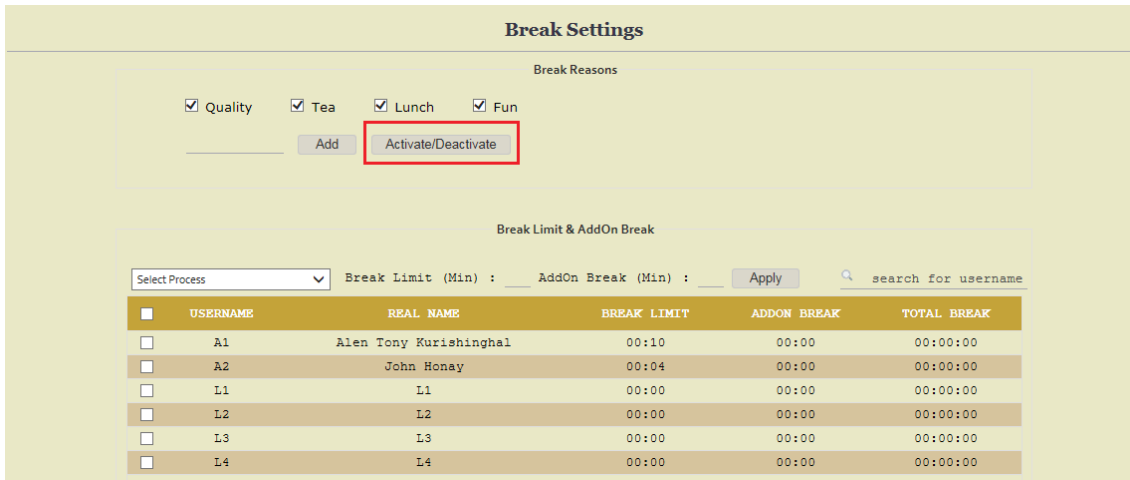 Break Settings
Break Reasons
Quality Tea Lunch Fun
Add Activate/Deactivate
Break Limit & AddOn Break
Select Process Break Limit (Min) : AddOn Break (Min) : Apply search for username
USERNAME REAL NAME BREAK LIMIT ADDON BREAK TOTAL BREAK
A1 Alen Tony Kurishinghal 00:10 00:00 00:00:00
A2 John Honay 00:04 00:00 00:00:00
L1 L1 00:00 00:00 00:00:00
L2 L2 00:00 00:00 00:00:00
L3 L3 00:00 00:00 00:00:00
L4 L4 00:00 00:00 00:00:00